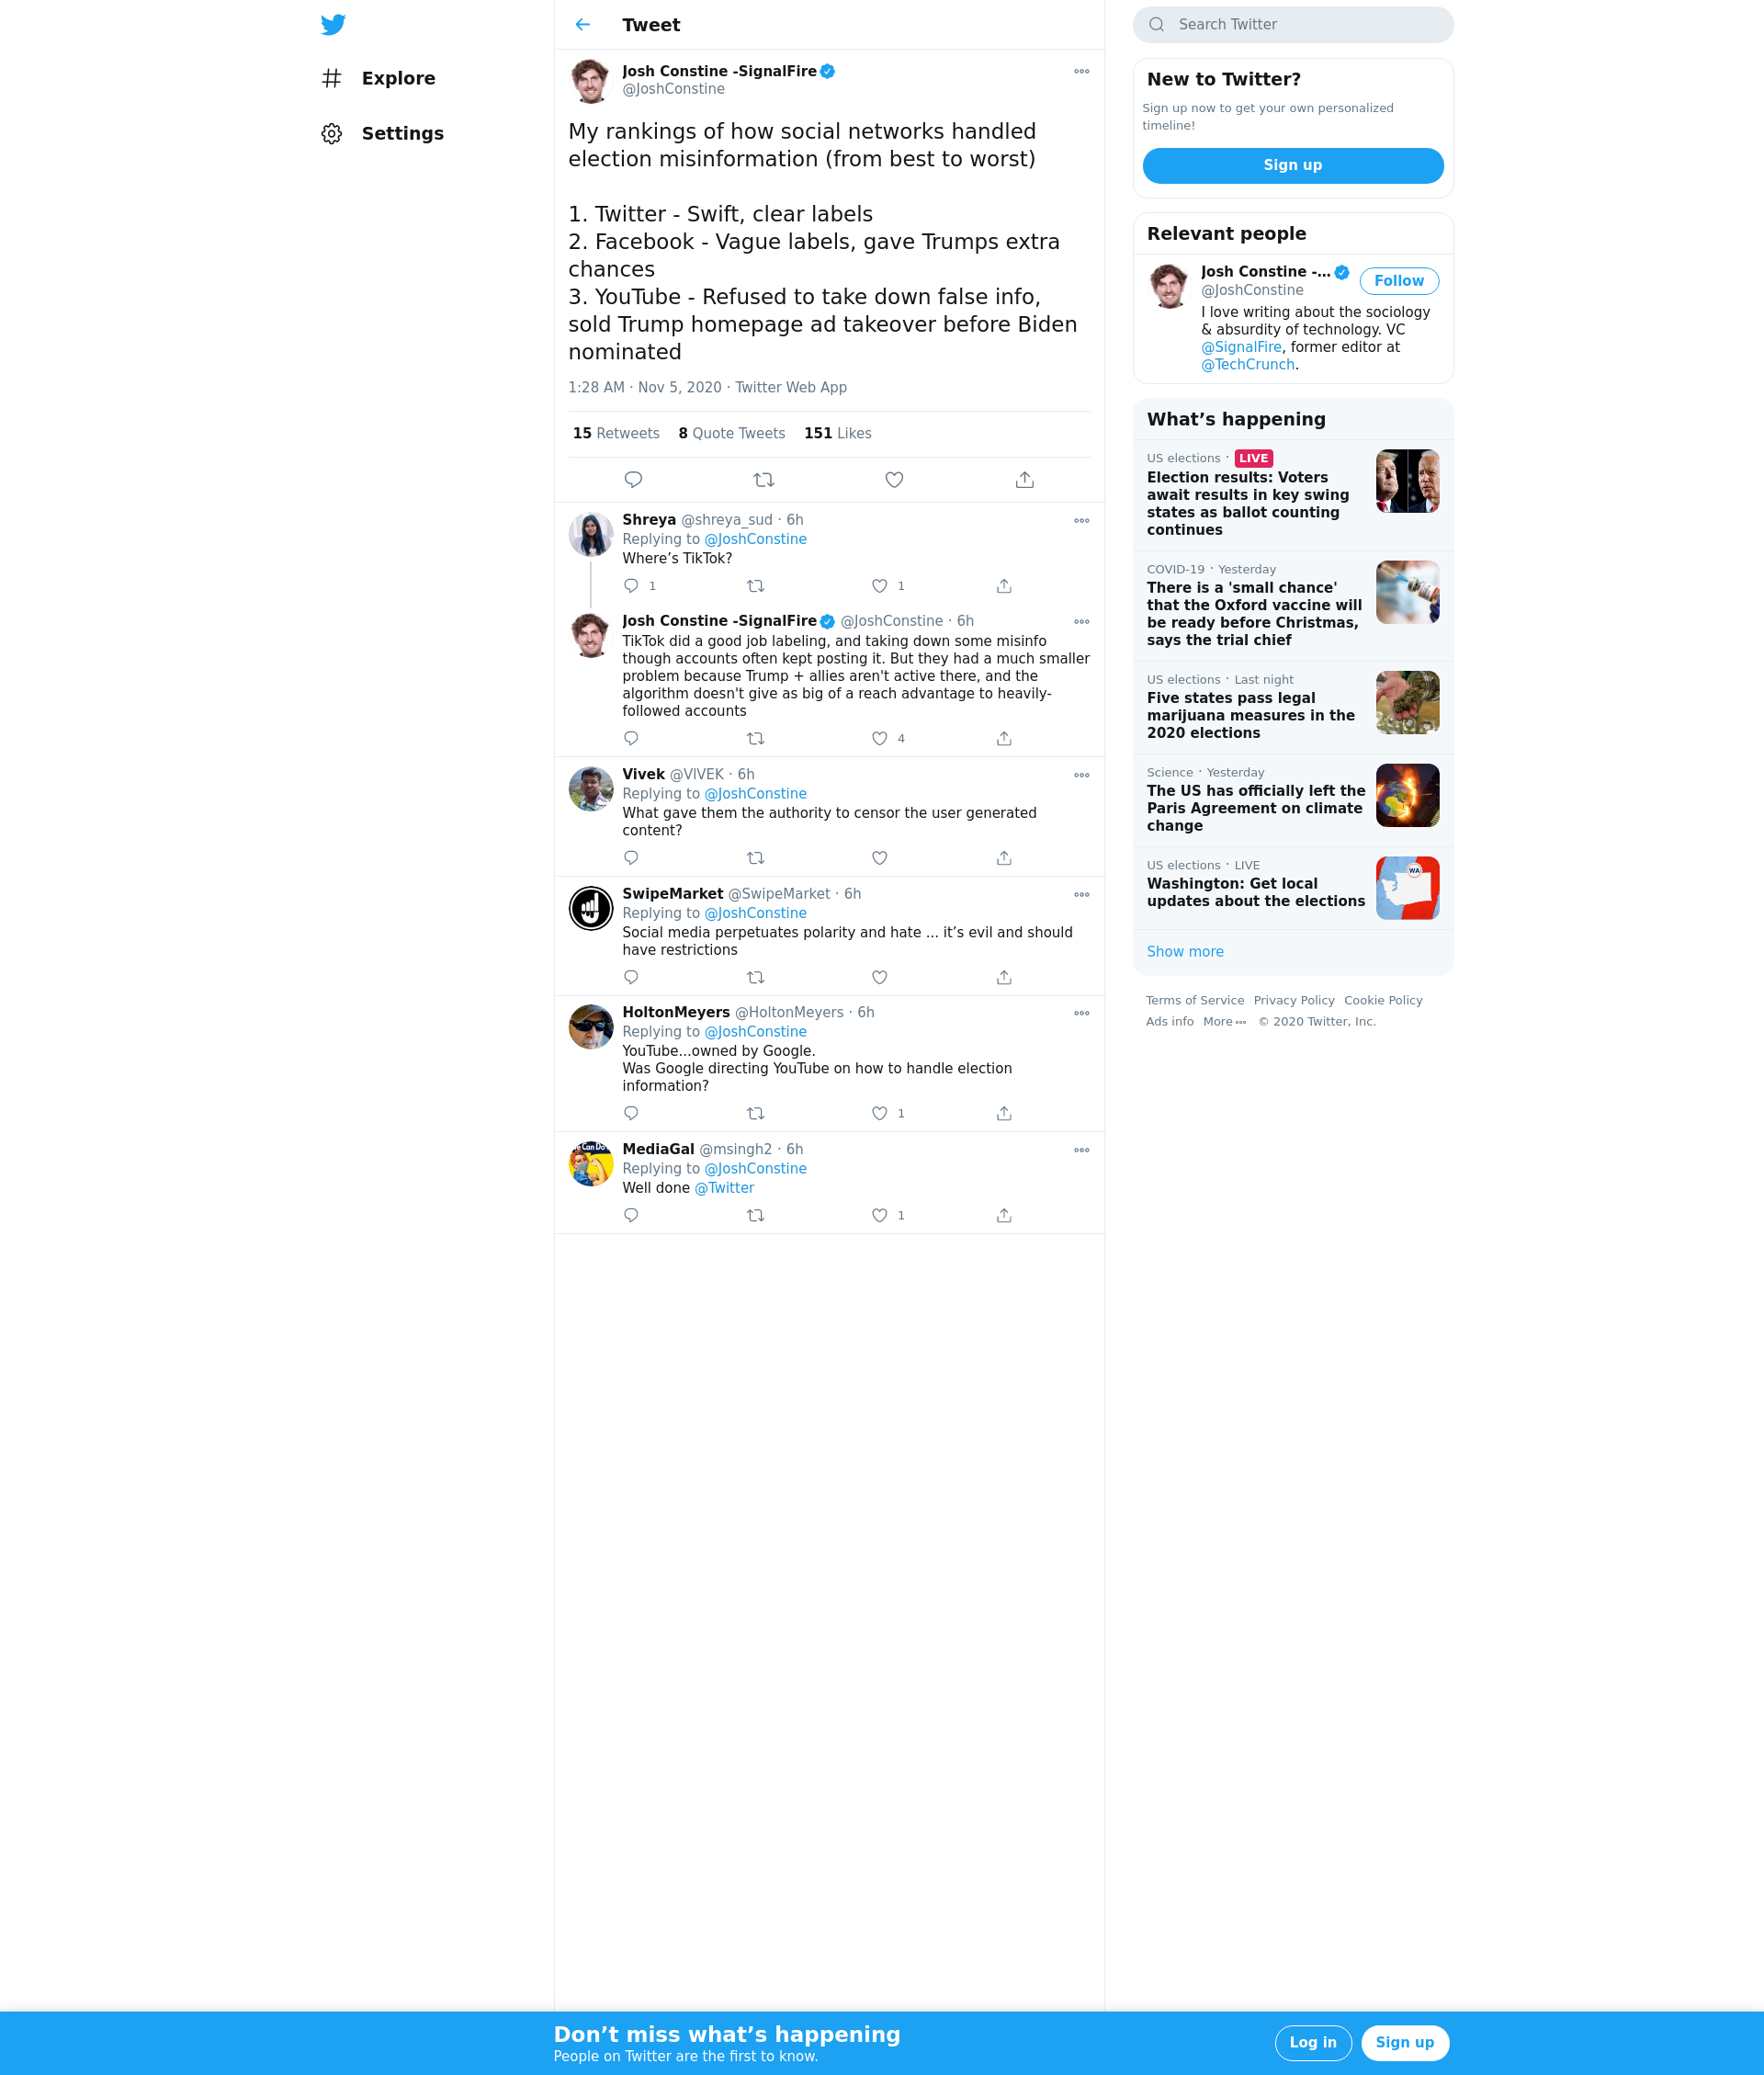 Explore
Settings
Tweet
Josh Constine -SignalFire
@JoshConstine
My rankings of how social networks handled
election misinformation (from best to worst)
1. Twitter - Swift, clear labels
2. Facebook - Vague labels, gave Trumps extra
chances
3. YouTube - Refused to take down false info,
sold Trump homepage ad takeover before Biden
nominated
1:28 AM · Nov 5, 2020 · Twitter Web App
15 Retweets 8 Quote Tweets 151 Likes
Shreya @shreya_sud · 6h
Replying to @JoshConstine
Where’s TikTok?
1 1
Josh Constine -SignalFire @JoshConstine · 6h
TikTok did a good job labeling, and taking down some misinfo
though accounts often kept posting it. But they had a much smaller
problem because Trump + allies aren't active there, and the
algorithm doesn't give as big of a reach advantage to heavily-
followed accounts
4
Vivek @VIVEK · 6h
Replying to @JoshConstine
What gave them the authority to censor the user generated
content?
SwipeMarket @SwipeMarket · 6h
Replying to @JoshConstine
Social media perpetuates polarity and hate ... it’s evil and should
have restrictions
HoltonMeyers @HoltonMeyers · 6h
Replying to @JoshConstine
YouTube...owned by Google.
Was Google directing YouTube on how to handle election
information?
1
MediaGal @msingh2 · 6h
Replying to @JoshConstine
Well done @Twitter
1
Search Twitter
New to Twitter?
Sign up now to get your own personalized
timeline!
Sign up
Relevant people
Josh Constine -...
Follow
@JoshConstine
I love writing about the sociology
& absurdity of technology. VC
@SignalFire, former editor at
@TechCrunch.
What’s happening
US elections · LIVE
Election results: Voters
await results in key swing
states as ballot counting
continues
COVID-19 · Yesterday
There is a 'small chance'
that the Oxford vaccine will
be ready before Christmas,
says the trial chief
US elections · Last night
Five states pass legal
marijuana measures in the
2020 elections
Science · Yesterday
The US has officially left the
Paris Agreement on climate
change
US elections · LIVE
Washington: Get local
updates about the elections
WA
Show more
Terms of Service Privacy Policy Cookie Policy
Ads info More © 2020 Twitter, Inc.
Don’t miss what’s happening
People on Twitter are the first to know.
Log in
Sign up